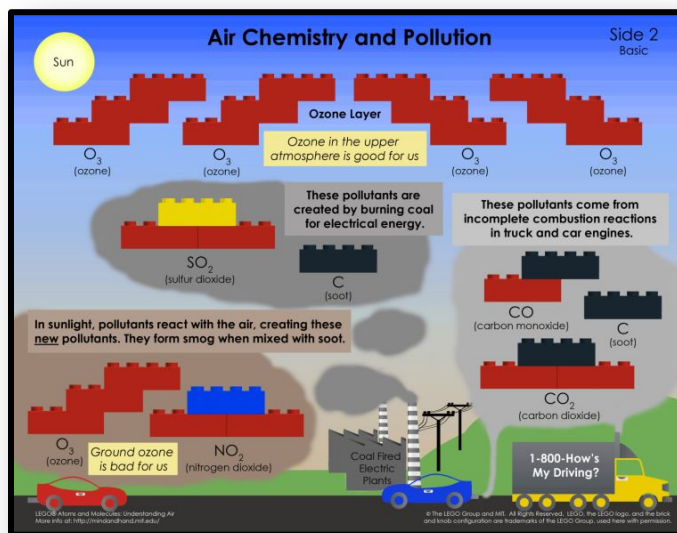 Air Chemistry and Pollution
Side 2
Basic
Sun
Ozone Layer
Ozone in the upper
atmosphere is good for us
O₃
(ozone)
O₃
(ozone)
O₃
(ozone)
O₃
(ozone)
These pollutants are
created by burning coal
for electrical energy.
SO₂
(sulfur dioxide)
C
(soot)
These pollutants come from
incomplete combustion reactions
in truck and car engines.
CO
(carbon monoxide)
C
(soot)
CO₂
(carbon dioxide)
In sunlight, pollutants react with the air, creating these
new pollutants. They form smog when mixed with soot.
O₃
(ozone)
Ground ozone
is bad for us
NO₂
(nitrogen dioxide)
Coal Fired
Electric
Plants
1-800-How's
My Driving?
LEGO® Atoms and Molecules: Understanding Air
More info at: http://mindandhand.mit.edu/
© The LEGO Group and MIT. All Rights Reserved. LEGO, the LEGO logo, and the brick
and knob configuration are trademarks of the LEGO Group, used here with permission.